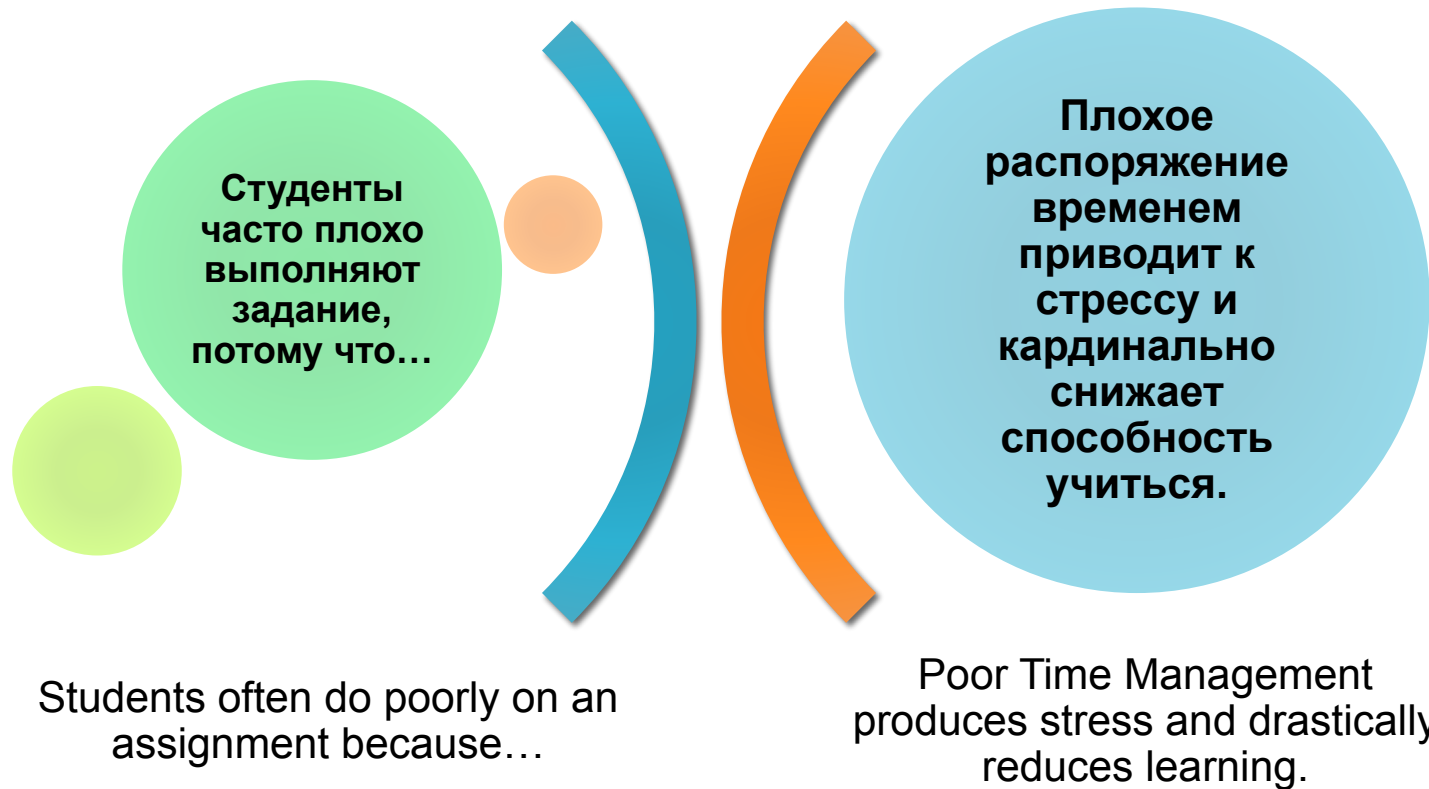 Студенты
часто плохо
выполняют
задание,
потому что…
Плохое
распоряжение
временем
приводит к
стрессу и
кардинально
снижает
способность
учиться.
Students often do poorly on an
assignment because…
Poor Time Management
produces stress and drastically
reduces learning.